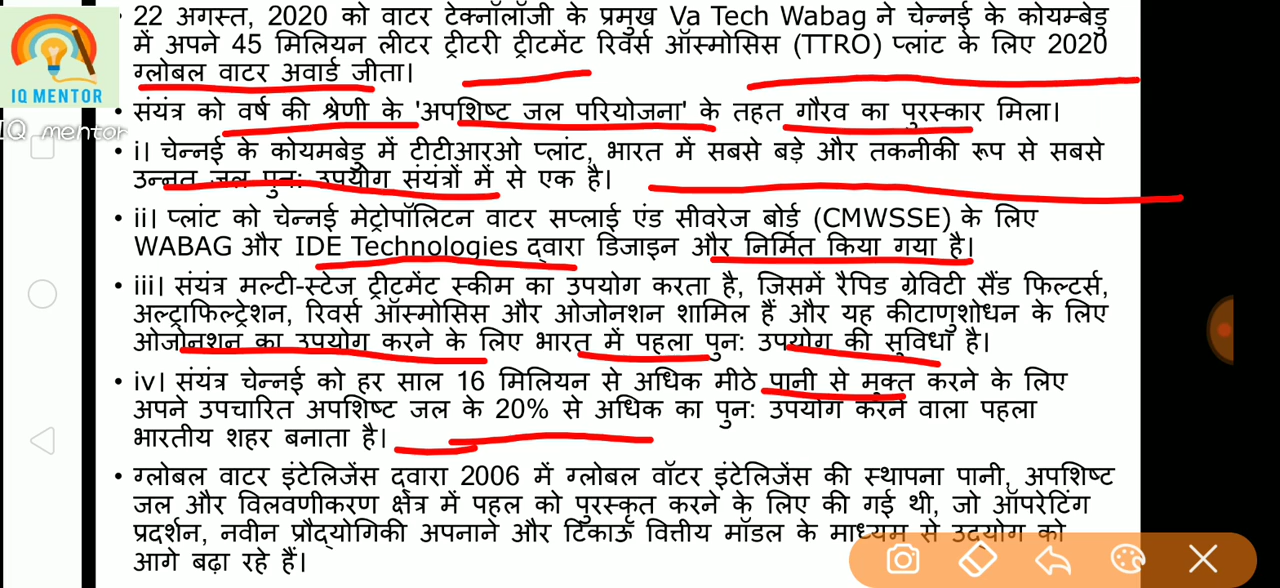 22 अगस्त, 2020 को वाटर टेक्नॉलॉजी के प्रमुख Va Tech Wabag ने चेन्नई के कोयम्बेडु
में अपने 45 मिलियन लीटर ट्रीटरी ट्रीटमेंट रिवर्स ऑस्मोसिस (TTRO) प्लांट के लिए 2020
ग्लोबल वाटर अवार्ड जीता।
IQ MENTOR
• संयंत्र को वर्ष की श्रेणी के 'अपशिष्ट जल परियोजना' के तहत गौरव का पुरस्कार मिला।
IQ mentor
• i। चेन्नई के कोयमबेडु में टीटीआरओ प्लांट, भारत में सबसे बड़े और तकनीकी रूप से सबसे
उन्नत जल पुन: उपयोग संयंत्रों में से एक है।
• ii। प्लांट को चेन्नई मेट्रोपॉलिटन वाटर सप्लाई एंड सीवरेज बोर्ड (CMWSSE) के लिए
WABAG और IDE Technologies द्वारा डिजाइन और निर्मित किया गया है।
• iii। संयंत्र मल्टी-स्टेज ट्रीटमेंट स्कीम का उपयोग करता है, जिसमें रैपिड ग्रेविटी सैंड फिल्टर्स,
अल्ट्राफिल्ट्रेशन, रिवर्स ऑस्मोसिस और ओजोनशन शामिल हैं और यह कीटाणुशोधन के लिए
ओजोनशन का उपयोग करने के लिए भारत में पहला पुन: उपयोग की सुविधा है।
• iv। संयंत्र चेन्नई को हर साल 16 मिलियन से अधिक मीठे पानी से मुक्त करने के लिए
अपने उपचारित अपशिष्ट जल के 20% से अधिक का पुन: उपयोग करने वाला पहला
भारतीय शहर बनाता है।
• ग्लोबल वाटर इंटेलिजेंस द्वारा 2006 में ग्लोबल वॉटर इंटेलिजेंस की स्थापना पानी, अपशिष्ट
जल और विलवणीकरण क्षेत्र में पहल को पुरस्कृत करने के लिए की गई थी, जो ऑपरेटिंग
प्रदर्शन, नवीन प्रौद्योगिकी अपनाने और टिकाऊ वित्तीय मॉडल के माध्यम से उद्योग को
आगे बढ़ा रहे हैं।